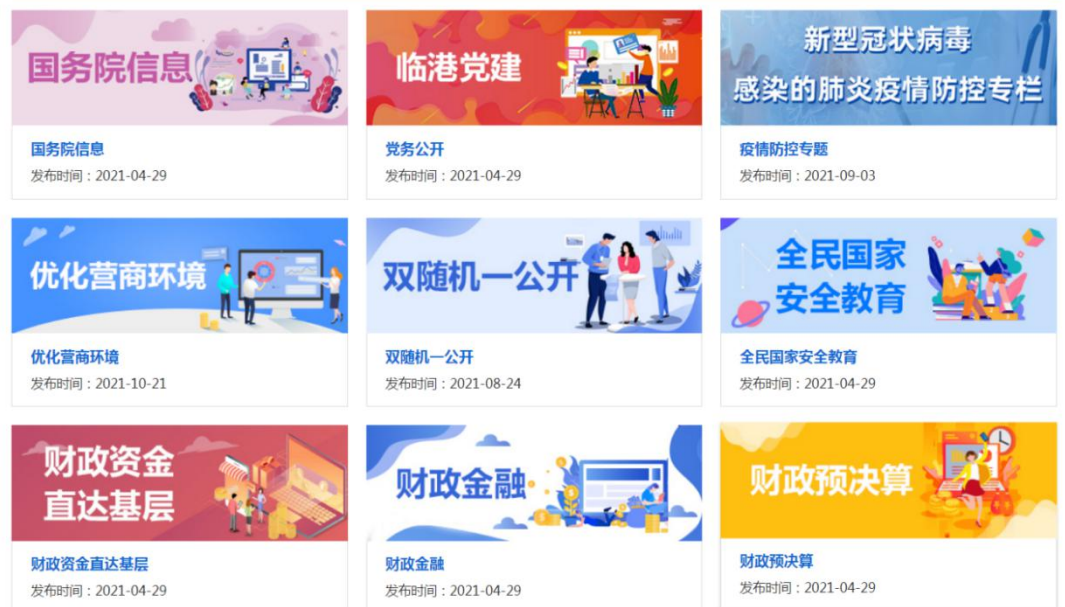 国务院信息
临港党建
新型冠状病毒
感染的肺炎疫情防控专栏
国务院信息
发布时间：2021-04-29
党务公开
发布时间：2021-04-29
疫情防控专题
发布时间：2021-09-03
优化营商环境
双随机一公开
全民国家
安全教育
优化营商环境
发布时间：2021-10-21
双随机一公开
发布时间：2021-08-24
全民国家安全教育
发布时间：2021-04-29
财政资金
直达基层
财政金融
财政预决算
财政资金直达基层
发布时间：2021-04-29
财政金融
发布时间：2021-04-29
财政预决算
发布时间：2021-04-29